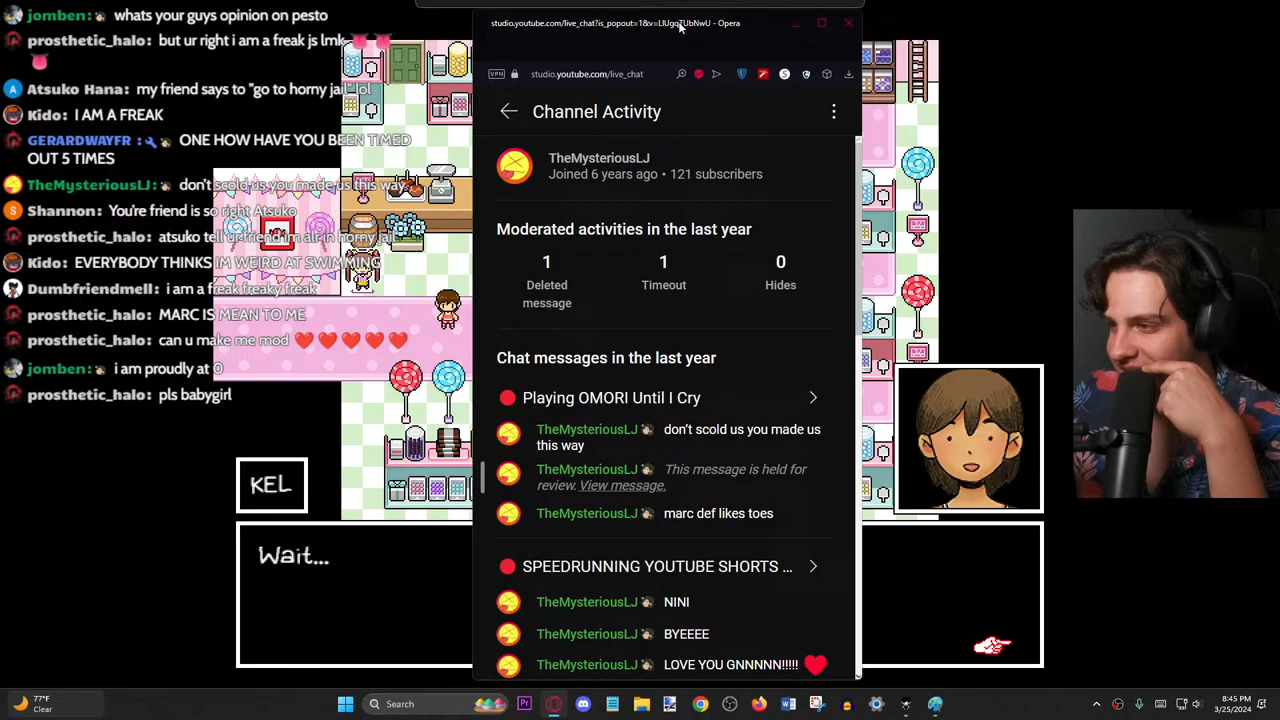 jomben: whats your guys opinion on pesto
prosthetic_halo: but ur right i am a freak js lmk 👅 👅
👅
Atsuko Hana: my friend says to "go to horny jail" lol
Kido: I AM A FREAK
GERARDWAYFR: ONE HOW HAVE YOU BEEN TIMED
OUT 5 TIMES
TheMysteriousLJ: don't scold us you made us this way
Shannon: You're friend is so right Atsuko
prosthetic_halo: atsuko tell ur friend im alr in horny jail
Kido: EVERYBODY THINKS IM WEIRD AT SWIMMING
Dumbfriendmell: i am a freak freaky freak
prosthetic_halo: MARC IS MEAN TO ME
prosthetic_halo: can u make me mod ❤️ ❤️ ❤️ ❤️ ❤️
jomben: i am proudly at 0
prosthetic_halo: pls babygirl
KEL
Wait...
studio.youtube.com/live_chat?is_popout=1&v=LlUgqTUbNwU - Opera
VPN
studio.youtube.com/live_chat
Channel Activity
TheMysteriousLJ
Joined 6 years ago • 121 subscribers
Moderated activities in the last year
1
Deleted
message
1
Timeout
0
Hides
Chat messages in the last year
Playing OMORI Until I Cry
TheMysteriousLJ don't scold us you made us
this way
TheMysteriousLJ This message is held for
review. View message.
TheMysteriousLJ marc def likes toes
SPEEDRUNNING YOUTUBE SHORTS ...
TheMysteriousLJ NINI
TheMysteriousLJ BYEEEE
TheMysteriousLJ LOVE YOU GNNNNN!!!!! ❤️
77°F
Clear
Search
8:45 PM
3/25/2024